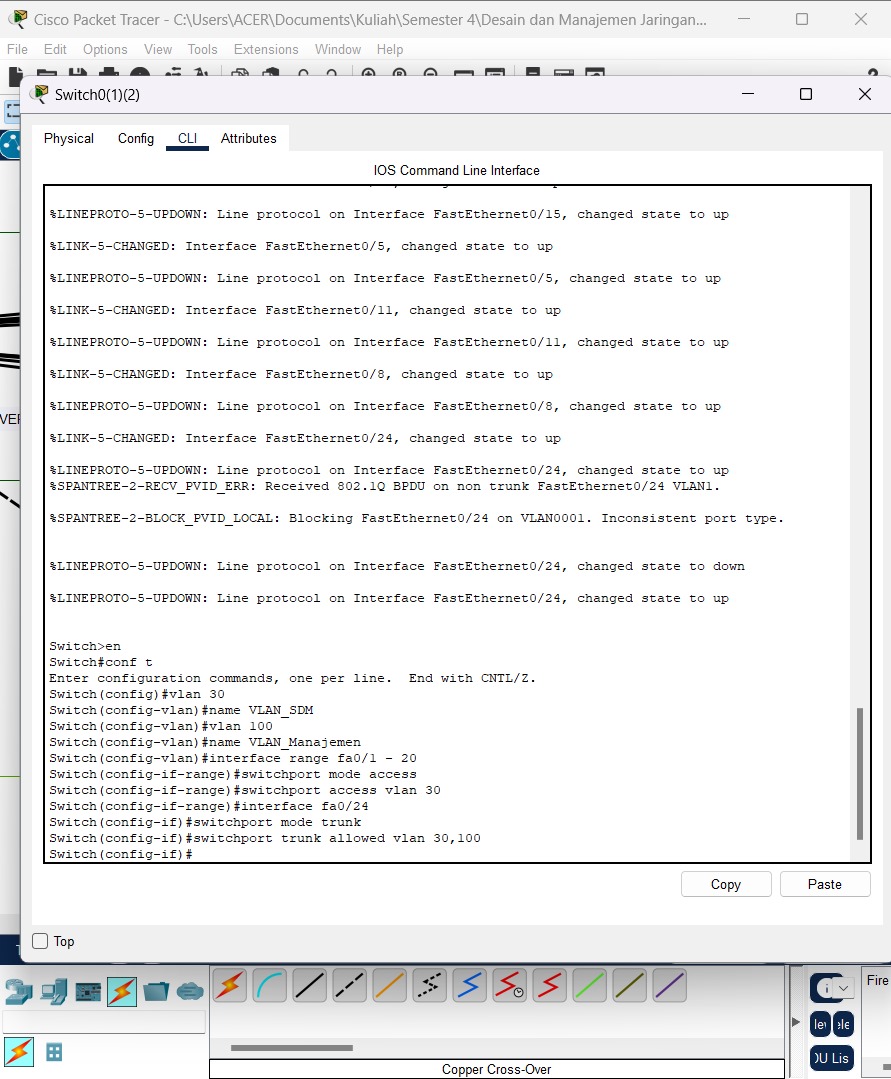 Cisco Packet Tracer - C:\Users\ACER\Documents\Kuliah\Semester 4\Desain dan Manajemen Jaringan...
File Edit Options View Tools Extensions Window Help
Switch0(1)(2)
Physical Config CLI Attributes
IOS Command Line Interface
%LINEPROTO-5-UPDOWN: Line protocol on Interface FastEthernet0/15, changed state to up
%LINK-5-CHANGED: Interface FastEthernet0/5, changed state to up
%LINEPROTO-5-UPDOWN: Line protocol on Interface FastEthernet0/5, changed state to up
%LINK-5-CHANGED: Interface FastEthernet0/11, changed state to up
%LINEPROTO-5-UPDOWN: Line protocol on Interface FastEthernet0/11, changed state to up
%LINK-5-CHANGED: Interface FastEthernet0/8, changed state to up
%LINEPROTO-5-UPDOWN: Line protocol on Interface FastEthernet0/8, changed state to up
%LINK-5-CHANGED: Interface FastEthernet0/24, changed state to up
%LINEPROTO-5-UPDOWN: Line protocol on Interface FastEthernet0/24, changed state to up
%SPANTREE-2-RECV_PVID_ERR: Received 802.1Q BPDU on non trunk FastEthernet0/24 VLAN1.
%SPANTREE-2-BLOCK_PVID_LOCAL: Blocking FastEthernet0/24 on VLAN0001. Inconsistent port type.
%LINEPROTO-5-UPDOWN: Line protocol on Interface FastEthernet0/24, changed state to down
%LINEPROTO-5-UPDOWN: Line protocol on Interface FastEthernet0/24, changed state to up
Switch>en
Switch#conf t
Enter configuration commands, one per line. End with CNTL/Z.
Switch(config)#vlan 30
Switch(config-vlan)#name VLAN_SDM
Switch(config-vlan)#vlan 100
Switch(config-vlan)#name VLAN_Manajemen
Switch(config-vlan)#interface range fa0/1 - 20
Switch(config-if-range)#switchport mode access
Switch(config-if-range)#switchport access vlan 30
Switch(config-if-range)#interface fa0/24
Switch(config-if)#switchport mode trunk
Switch(config-if)#switchport trunk allowed vlan 30,100
Switch(config-if)#
Copy Paste
Top
Fire
Copper Cross-Over